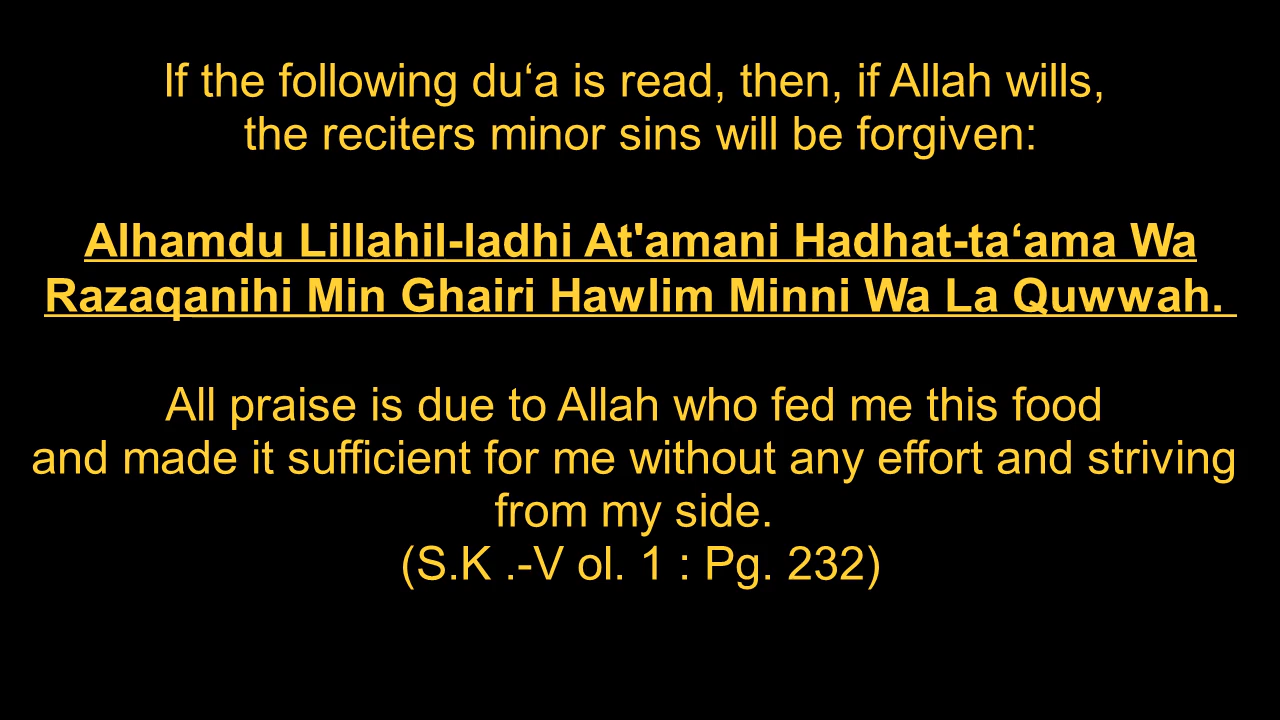 If the following du‘a is read, then, if Allah wills,
the reciters minor sins will be forgiven:
Alhamdu Lillahil-ladhi At'amani Hadhat-ta‘ama Wa
Razaqanihi Min Ghairi Hawlim Minni Wa La Quwwah.
All praise is due to Allah who fed me this food
and made it sufficient for me without any effort and striving
from my side.
(S.K .-V ol. 1 : Pg. 232)